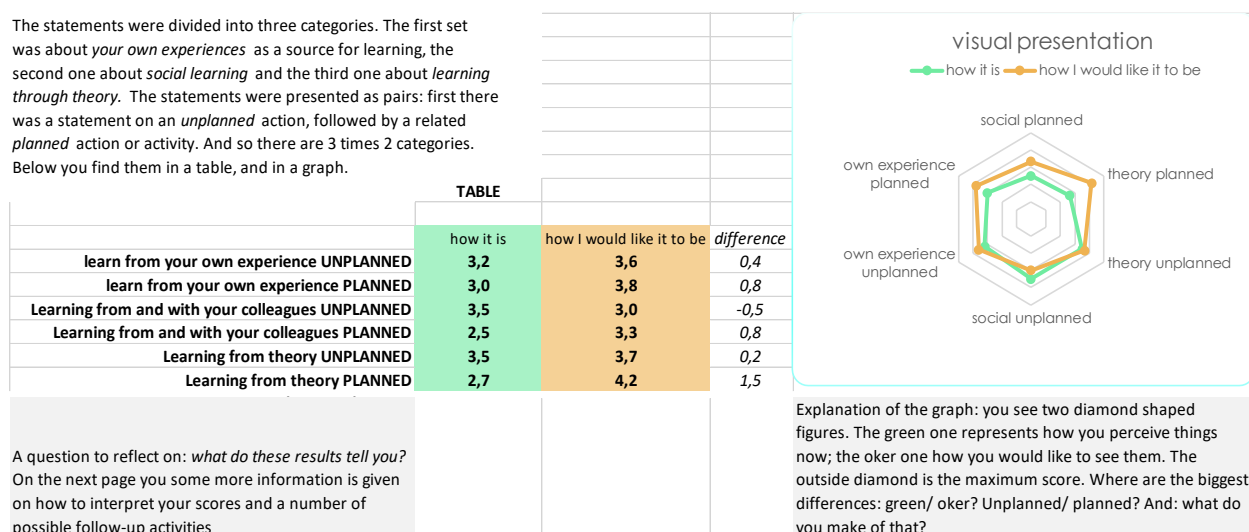 The statements were divided into three categories. The first set
was about your own experiences as a source for learning, the
second one about social learning and the third one about learning
through theory. The statements were presented as pairs: first there
was a statement on an unplanned action, followed by a related
planned action or activity. And so there are 3 times 2 categories.
Below you find them in a table, and in a graph.
TABLE
how it is how I would like it to be difference
learn from your own experience UNPLANNED 3,2 3,6 0,4
learn from your own experience PLANNED 3,0 3,8 0,8
Learning from and with your colleagues UNPLANNED 3,5 3,0 -0,5
Learning from and with your colleagues PLANNED 2,5 3,3 0,8
Learning from theory UNPLANNED 3,5 3,7 0,2
Learning from theory PLANNED 2,7 4,2 1,5
A question to reflect on: what do these results tell you?
On the next page you some more information is given
on how to interpret your scores and a number of
possible follow-up activities
visual presentation
how it is how I would like it to be
social planned
own experience
planned
theory planned
own experience
unplanned
theory unplanned
social unplanned
Explanation of the graph: you see two diamond shaped
figures. The green one represents how you perceive things
now; the oker one how you would like to see them. The
outside diamond is the maximum score. Where are the biggest
differences: green/ oker? Unplanned/ planned? And: what do
you make of that?